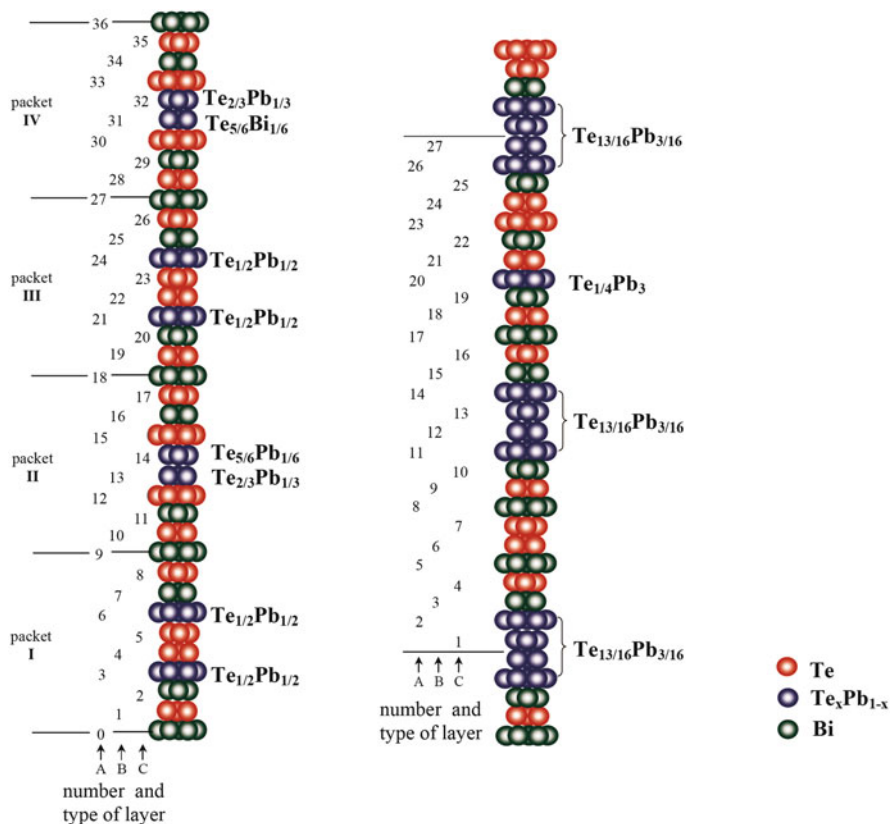 36
35
34
33
packet
IV
32
Te2/3Pb1/3
31
Te5/6Bi1/6
30
29
28
27
26
25
24
Te1/2Pb1/2
packet
III
23
22
21
Te1/2Pb1/2
20
19
18
17
16
15
packet
II
14
Te5/6Pb1/6
13
Te2/3Pb1/3
12
11
10
9
8
7
6
Te1/2Pb1/2
packet
I
5
4
3
Te1/2Pb1/2
2
1
0
A B C
number and
type of layer
Te13/16Pb3/16
27
26
25
24
23
22
21
20
Te1/4Pb3
19
18
17
16
15
14
13
Te13/16Pb3/16
12
11
10
9
8
7
6
5
4
3
2
1
Te13/16Pb3/16
A B C
number and
type of layer
Te
TexPb1-x
Bi